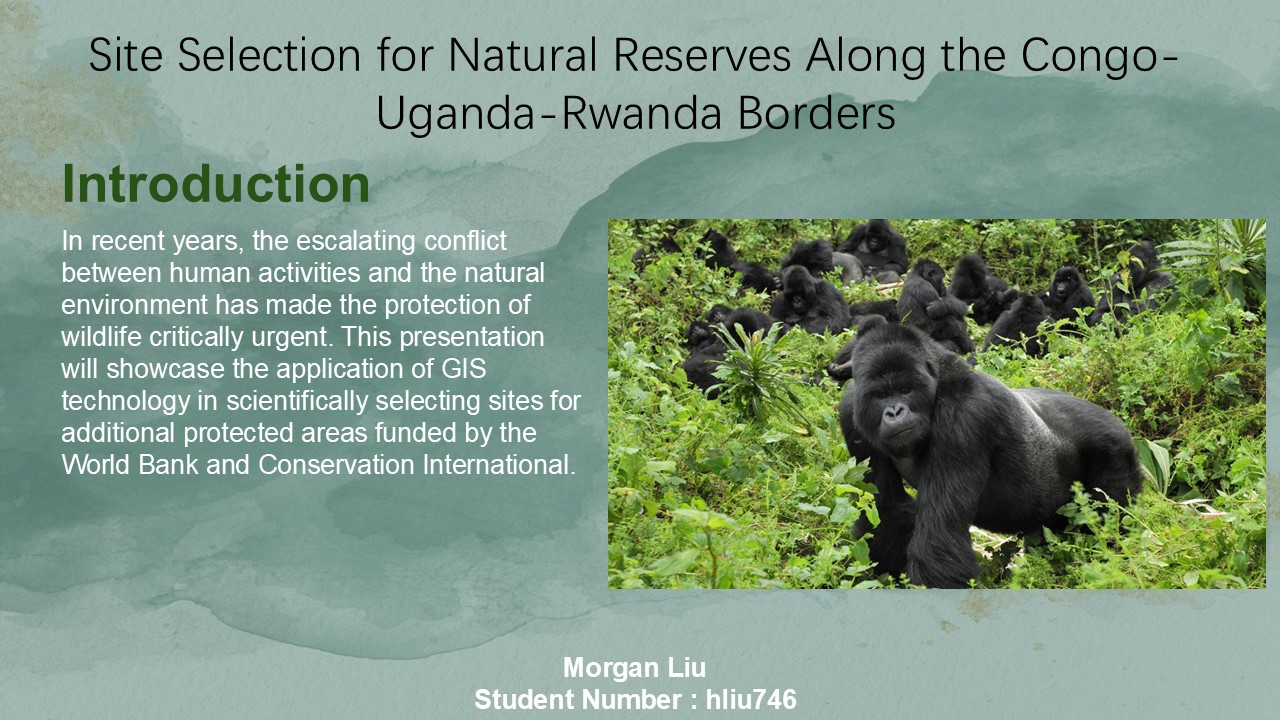 Site Selection for Natural Reserves Along the Congo-
Uganda-Rwanda Borders
Introduction
In recent years, the escalating conflict
between human activities and the natural
environment has made the protection of
wildlife critically urgent. This presentation
will showcase the application of GIS
technology in scientifically selecting sites for
additional protected areas funded by the
World Bank and Conservation International.
Morgan Liu
Student Number : hliu746